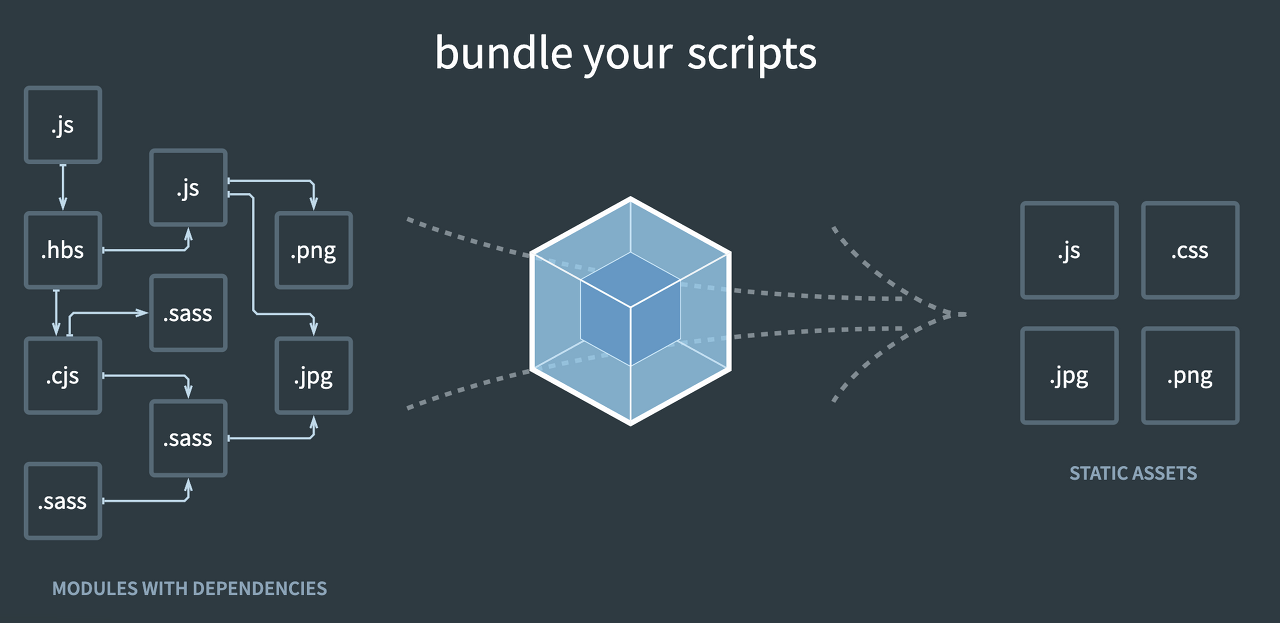 bundle your scripts
.js
.js
.hbs
.png
.sass
.cjs
.jpg
.sass
.sass
MODULES WITH DEPENDENCIES
.js
.css
.jpg
.png
STATIC ASSETS